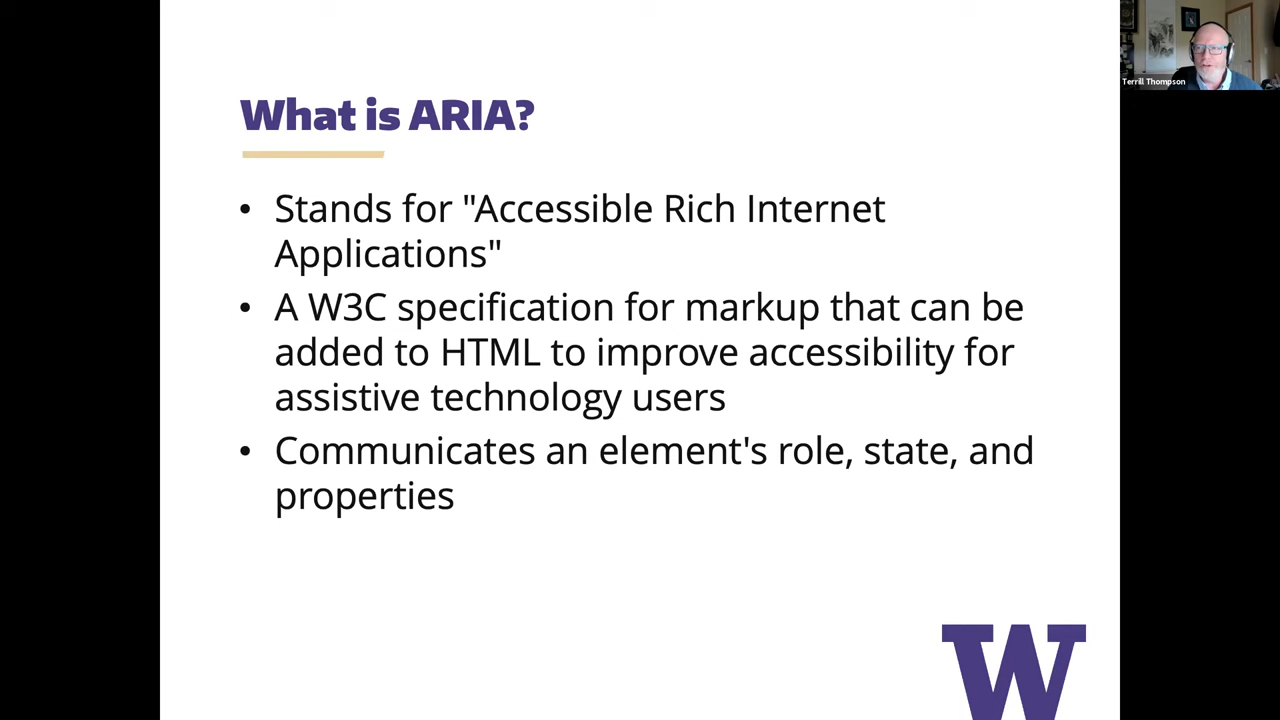 Terrill Thompson
What is ARIA?
• Stands for "Accessible Rich Internet
Applications"
• A W3C specification for markup that can be
added to HTML to improve accessibility for
assistive technology users
• Communicates an element's role, state, and
properties
W